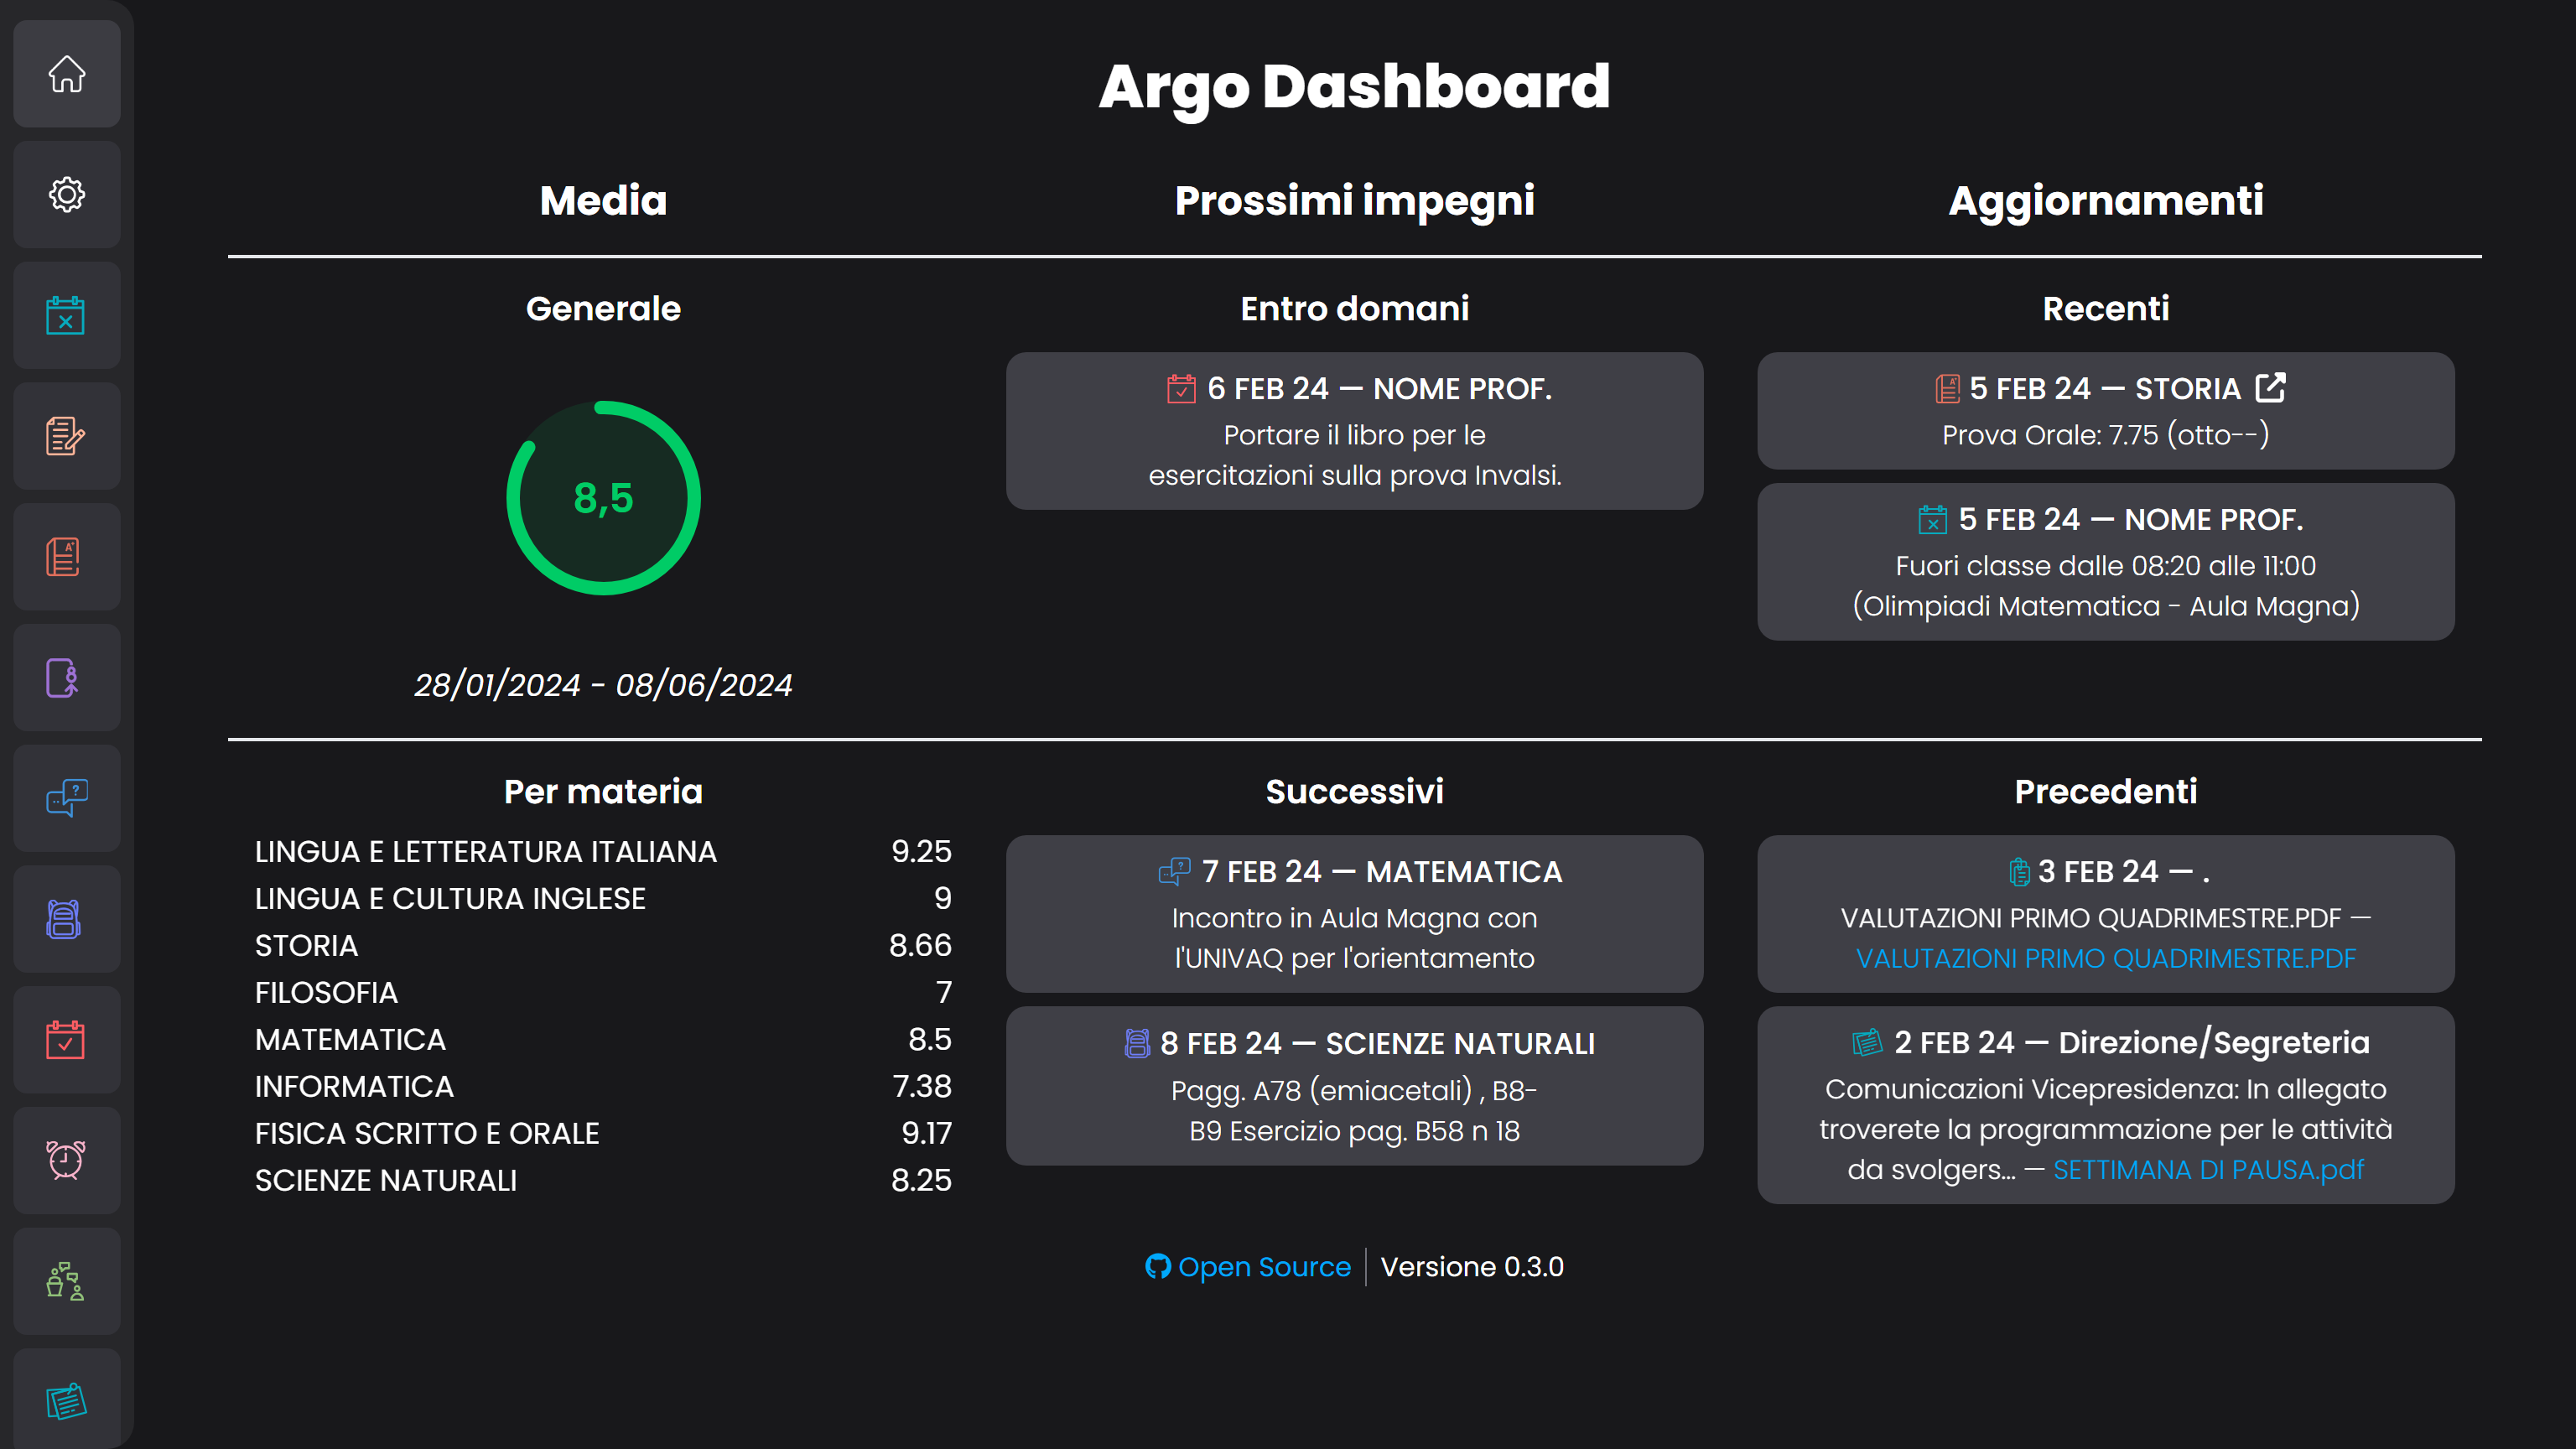 Argo Dashboard
Media
Prossimi impegni
Aggiornamenti
Generale
8,5
28/01/2024 - 08/06/2024
Entro domani
6 FEB 24 — NOME PROF.
Portare il libro per le
esercitazioni sulla prova Invalsi.
Recenti
5 FEB 24 — STORIA
Prova Orale: 7.75 (otto--)
5 FEB 24 — NOME PROF.
Fuori classe dalle 08:20 alle 11:00
(Olimpiadi Matematica - Aula Magna)
Per materia
LINGUA E LETTERATURA ITALIANA 9.25
LINGUA E CULTURA INGLESE 9
STORIA 8.66
FILOSOFIA 7
MATEMATICA 8.5
INFORMATICA 7.38
FISICA SCRITTO E ORALE 9.17
SCIENZE NATURALI 8.25
Successivi
7 FEB 24 — MATEMATICA
Incontro in Aula Magna con
l'UNIVAQ per l'orientamento
8 FEB 24 — SCIENZE NATURALI
Pagg. A78 (emiacetali) , B8-
B9 Esercizio pag. B58 n 18
Precedenti
3 FEB 24 — .
VALUTAZIONI PRIMO QUADRIMESTRE.PDF —
VALUTAZIONI PRIMO QUADRIMESTRE.PDF
2 FEB 24 — Direzione/Segreteria
Comunicazioni Vicepresidenza: In allegato
troverete la programmazione per le attività
da svolgers... — SETTIMANA DI PAUSA.pdf
Open Source | Versione 0.3.0